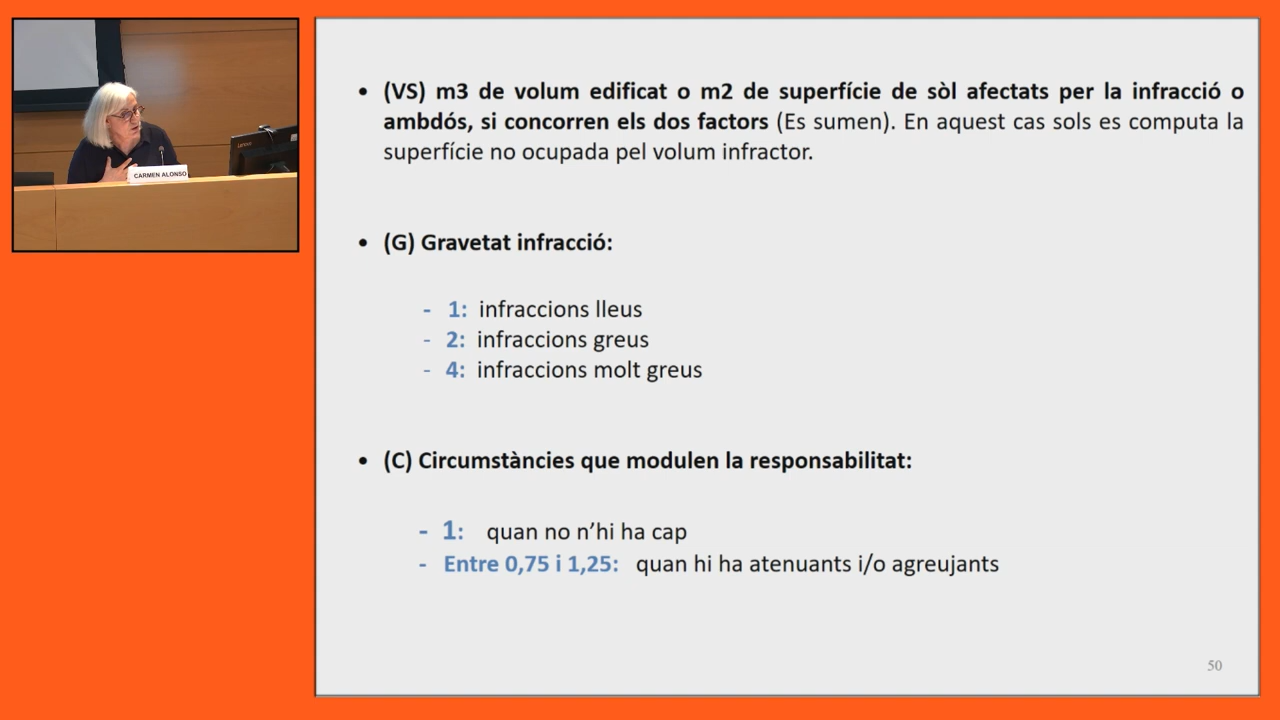 CARMEN ALONSO
• (VS) m3 de volum edificat o m2 de superfície de sòl afectats per la infracció o
ambdós, si concorren els dos factors (Es sumen). En aquest cas sols es computa la
superfície no ocupada pel volum infractor.
• (G) Gravetat infracció:
- 1: infraccions lleus
- 2: infraccions greus
- 4: infraccions molt greus
• (C) Circumstàncies que modulen la responsabilitat:
- 1: quan no n’hi ha cap
- Entre 0,75 i 1,25: quan hi ha atenuants i/o agreujants
50